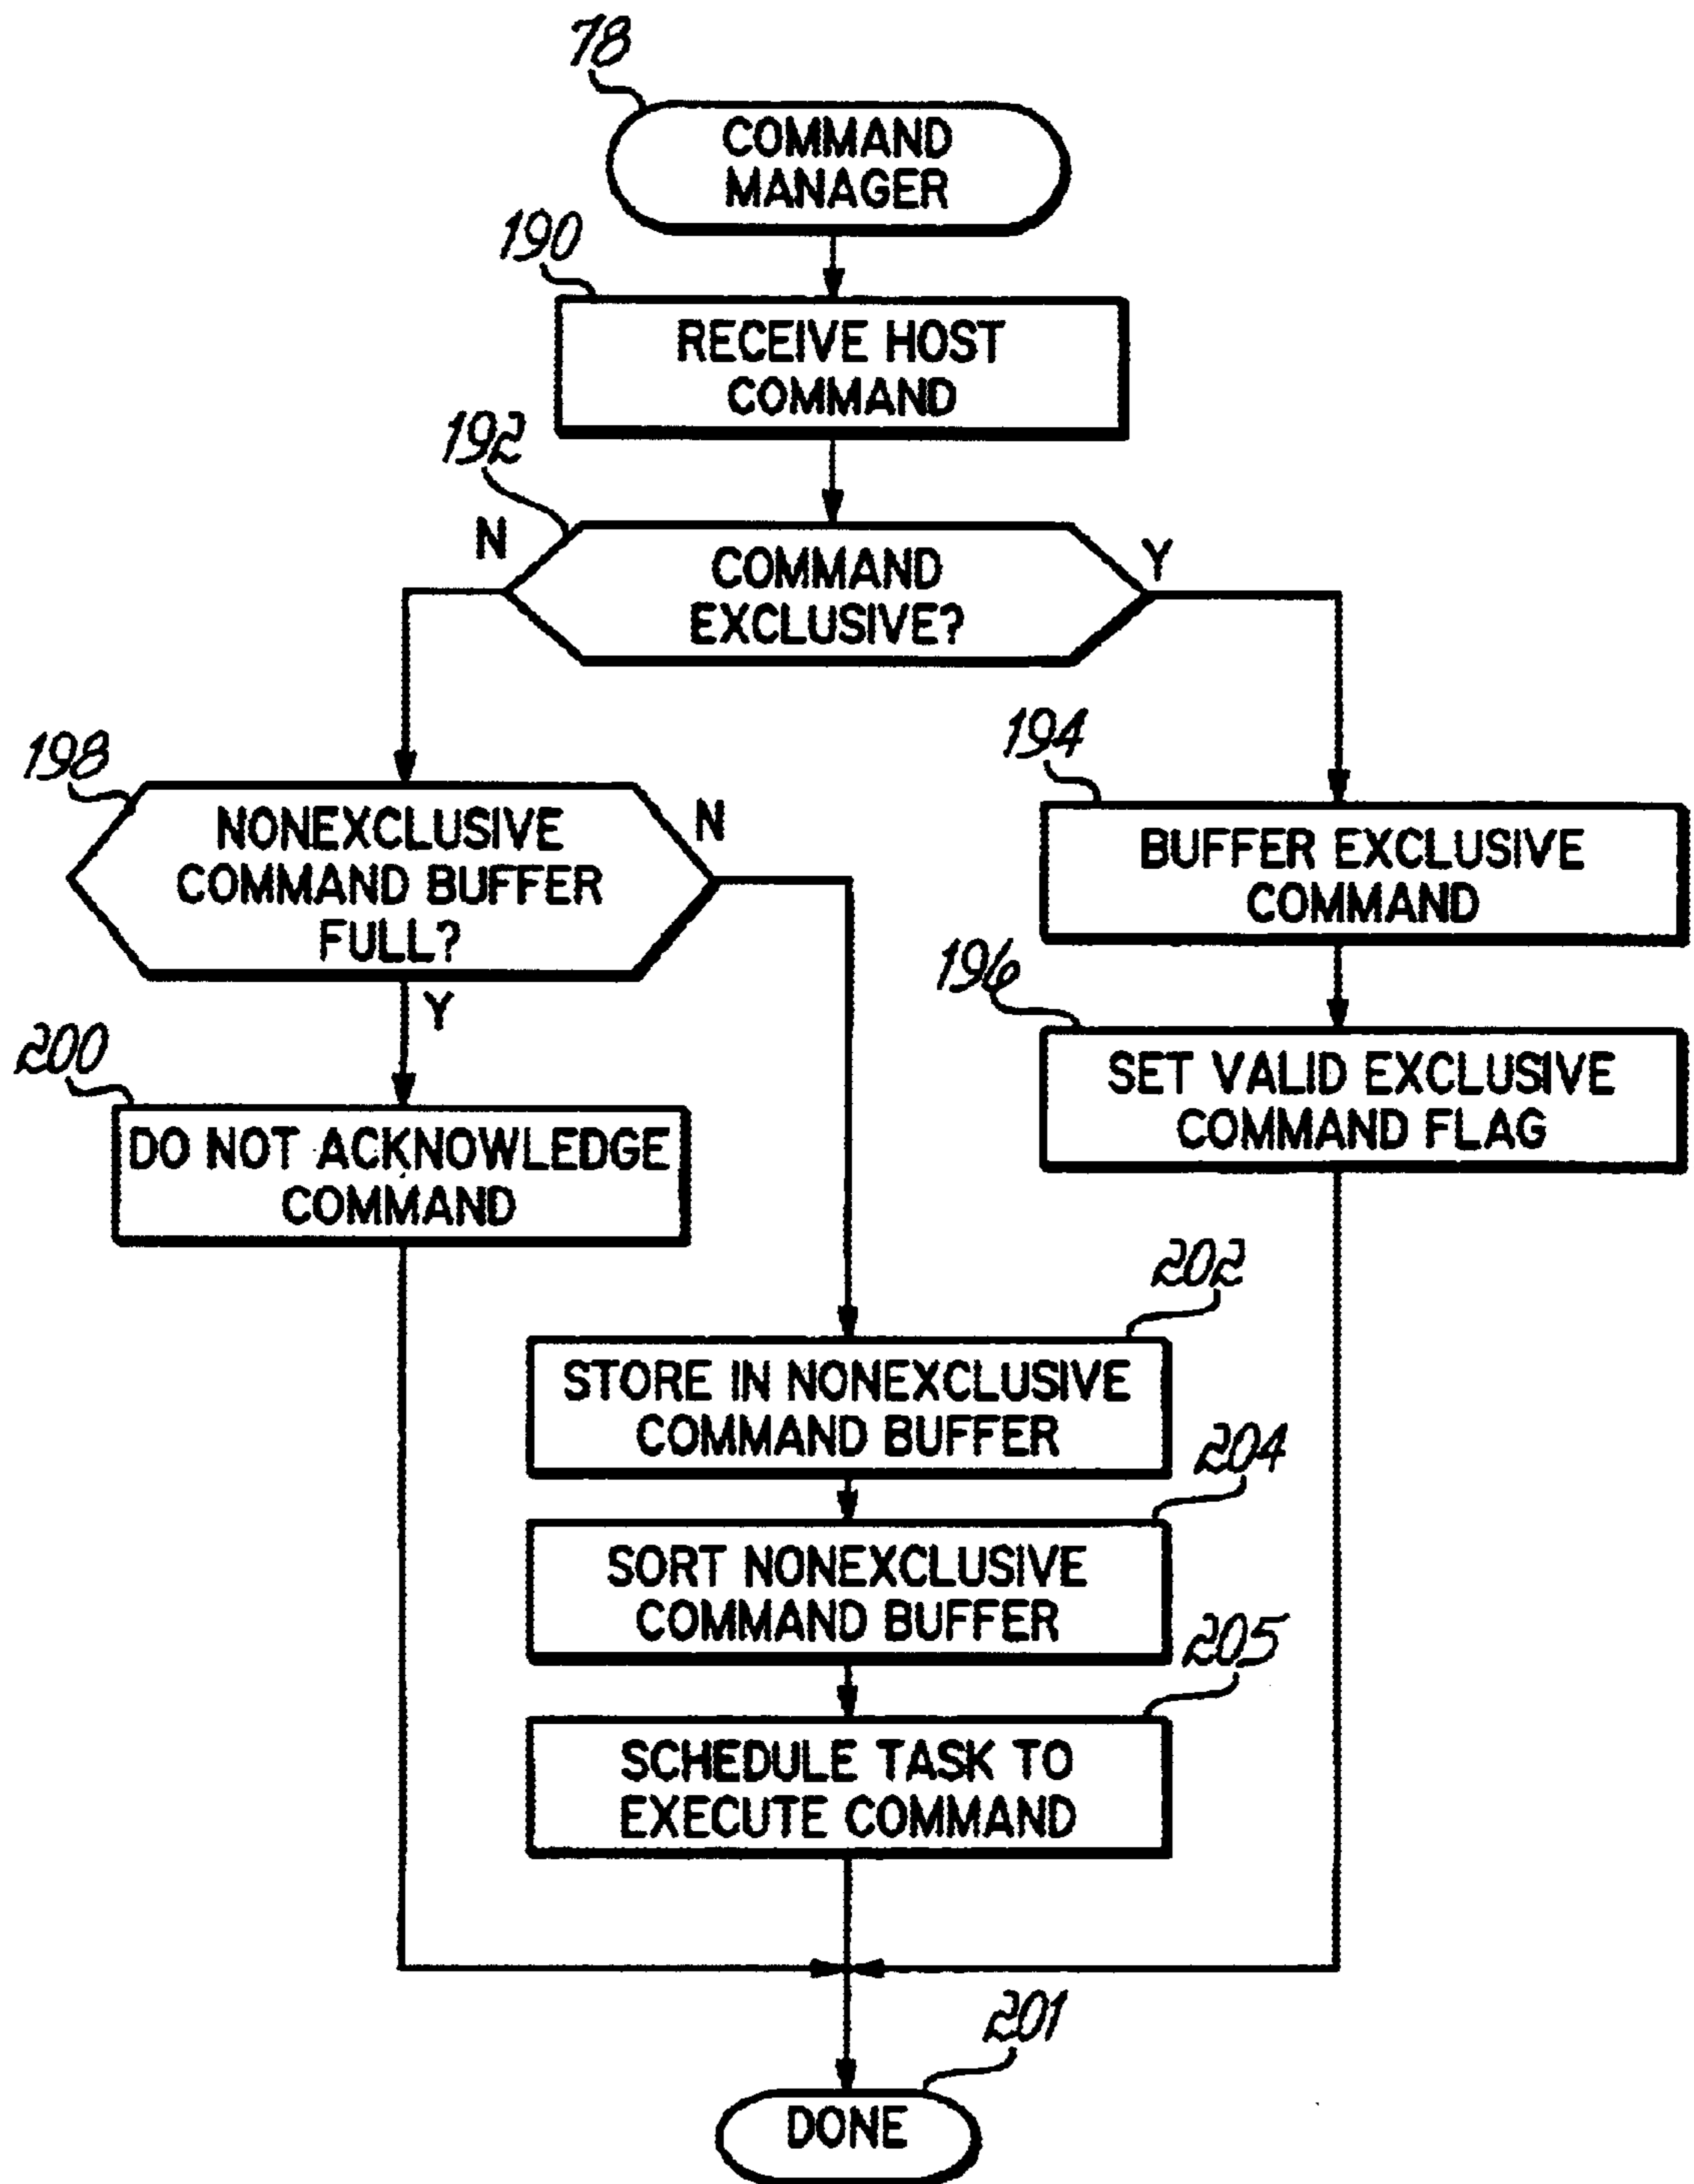 78
COMMAND
MANAGER
190
RECEIVE HOST
COMMAND
192
N
COMMAND
EXCLUSIVE?
Y
198
NONEXCLUSIVE
COMMAND BUFFER
FULL?
N
Y
194
BUFFER EXCLUSIVE
COMMAND
196
SET VALID EXCLUSIVE
COMMAND FLAG
200
DO NOT ACKNOWLEDGE
COMMAND
202
STORE IN NONEXCLUSIVE
COMMAND BUFFER
204
SORT NONEXCLUSIVE
COMMAND BUFFER
205
SCHEDULE TASK TO
EXECUTE COMMAND
201
DONE